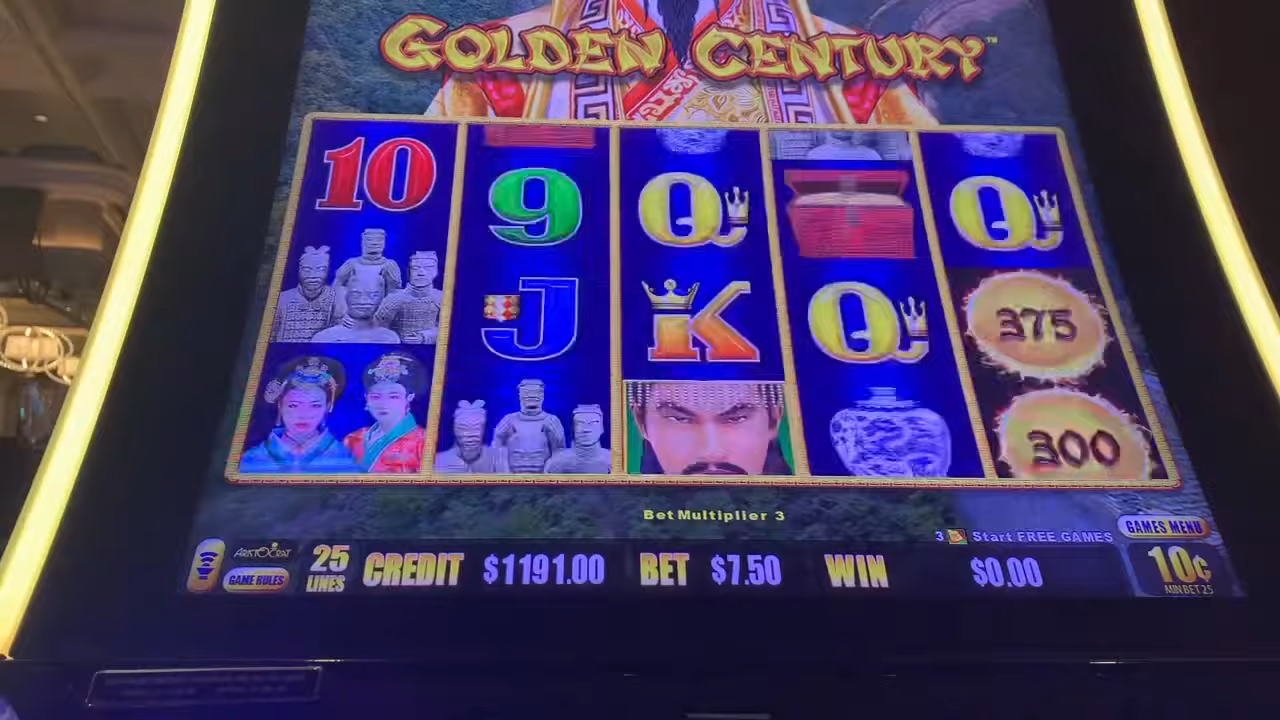 GOLDEN CENTURY™
10
9
Q
Q
J
K
Q
375
300
Bet Multiplier 3
3 Start FREE GAMES
GAMES MENU
ARISTOCRAT
GAME RULES
25
LINES
CREDIT $1191.00
BET $7.50
WIN $0.00
10¢
MIN BET 25